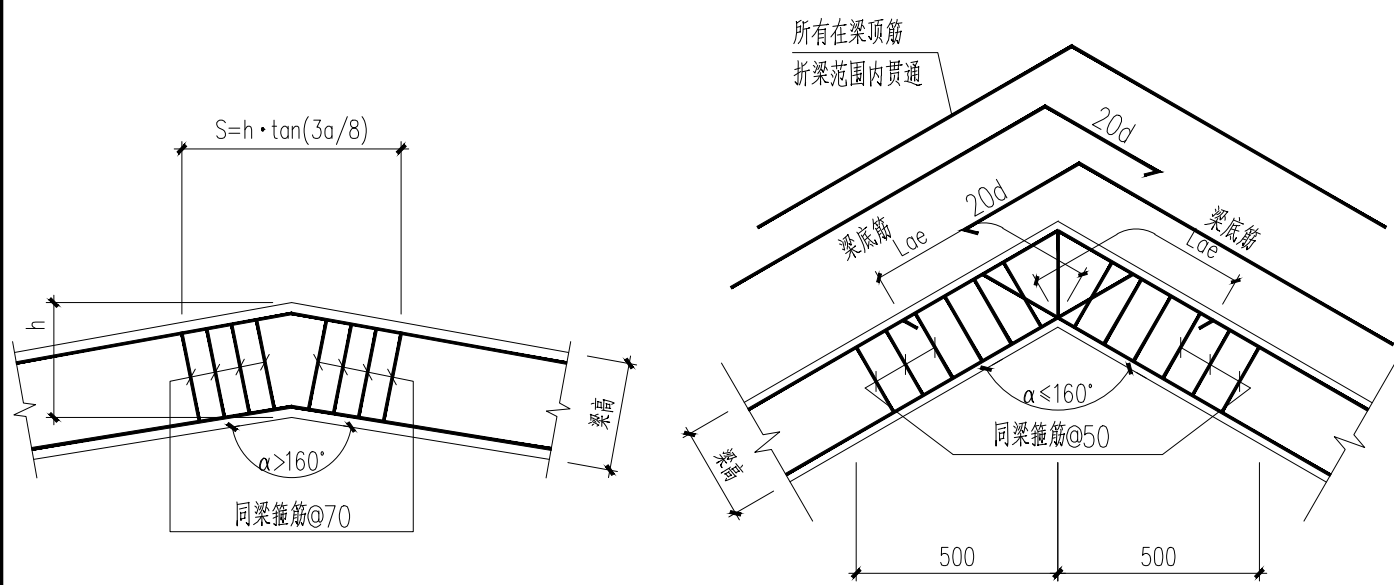 S=h·tan(3a/8)
h
梁高
α>160°
同梁箍筋@70
所有在梁顶筋
折梁范围内贯通
20d
20d
梁底筋
Lae
梁底筋
Lae
α≤160°
同梁箍筋@50
梁高
500
500